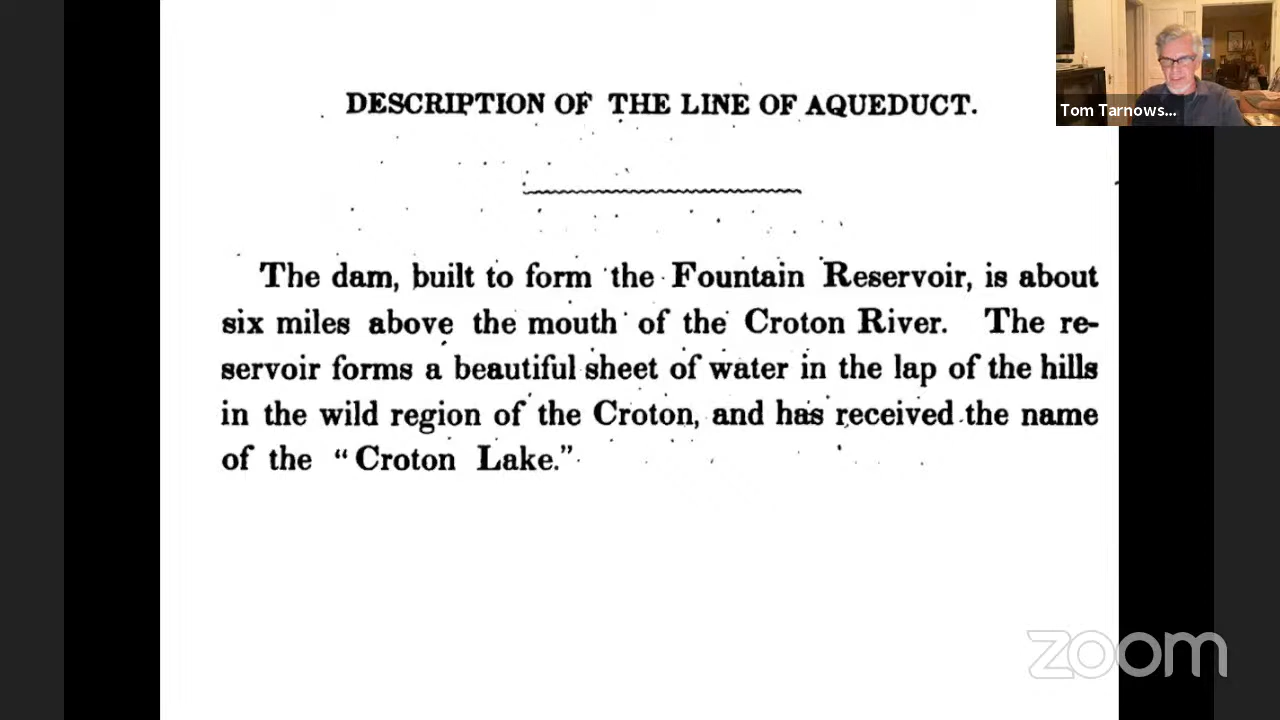 DESCRIPTION OF THE LINE OF AQUEDUCT.
Tom Tarnows...
The dam, built to form the Fountain Reservoir, is about
six miles above the mouth of the Croton River. The re-
servoir forms a beautiful sheet of water in the lap of the hills
in the wild region of the Croton, and has received the name
of the “Croton Lake.”
zoom